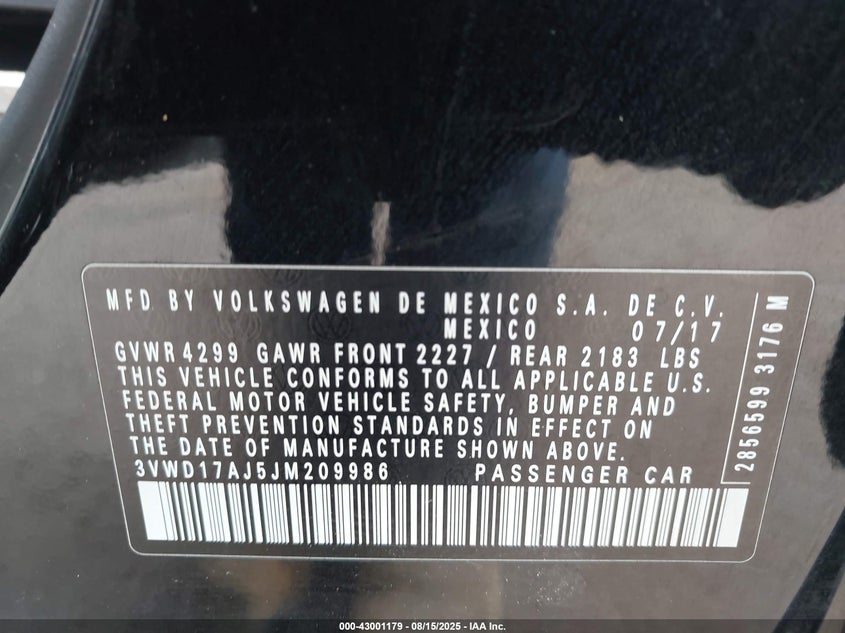 MFD. BY VOLKSWAGEN DE MEXICO S.A. DE C.V.
MEXICO 07/17
GVWR 4299 GAWR FRONT 2227 / REAR 2183 LBS
THIS VEHICLE CONFORMS TO ALL APPLICABLE U.S.
FEDERAL MOTOR VEHICLE SAFETY, BUMPER AND
THEFT PREVENTION STANDARDS IN EFFECT ON
THE DATE OF MANUFACTURE SHOWN ABOVE.
3VWD17AJ5JM209986 PASSENGER CAR
2856599 3176 M
000-43001179 - 08/15/2025 - IAA Inc.